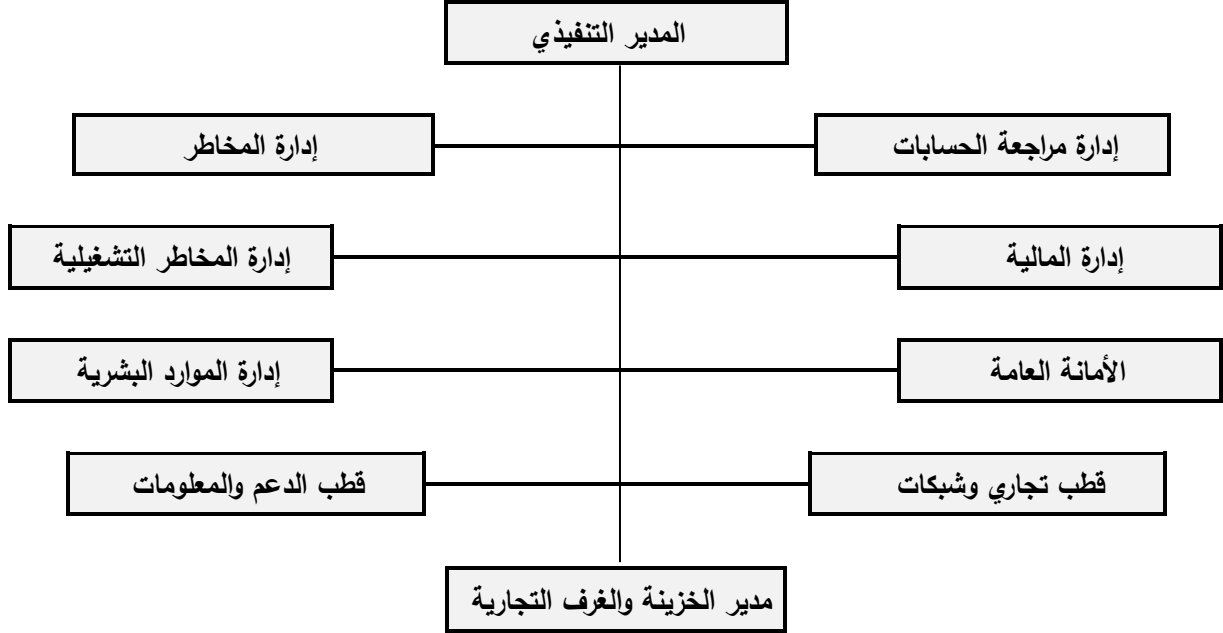 المدير التنفيذي
إدارة مراجعة الحسابات
إدارة المخاطر
إدارة المالية
إدارة المخاطر التشغيلية
الأمانة العامة
إدارة الموارد البشرية
قطب تجاري وشبكات
قطب الدعم والمعلومات
مدير الخزينة والغرف التجارية